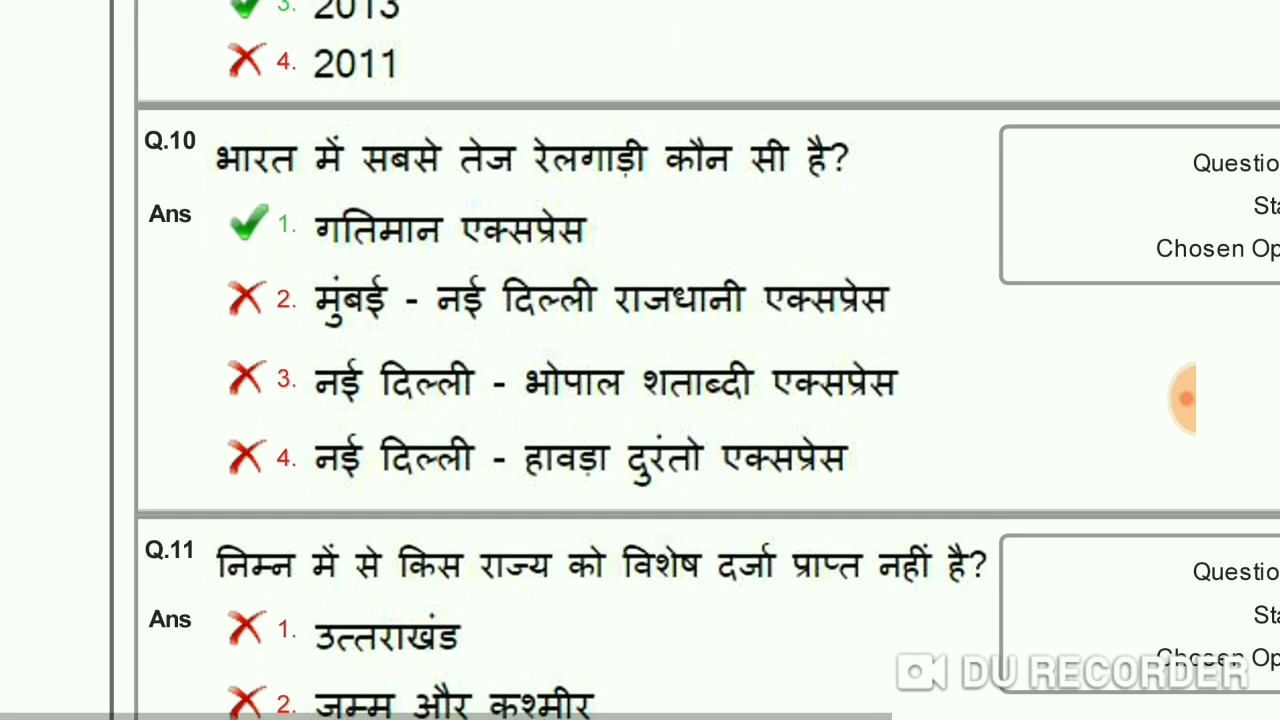 3. 2013
4. 2011
Q.10 भारत में सबसे तेज रेलगाड़ी कौन सी है?
Ans 1. गतिमान एक्सप्रेस
2. मुंबई - नई दिल्ली राजधानी एक्सप्रेस
3. नई दिल्ली - भोपाल शताब्दी एक्सप्रेस
4. नई दिल्ली - हावड़ा दुरंतो एक्सप्रेस
Questio
Sta
Chosen Op
Q.11 निम्न में से किस राज्य को विशेष दर्जा प्राप्त नहीं है?
Ans 1. उत्तराखंड
2. जम्म और कश्मीर
Questio
Sta
Chosen Op
DU RECORDER